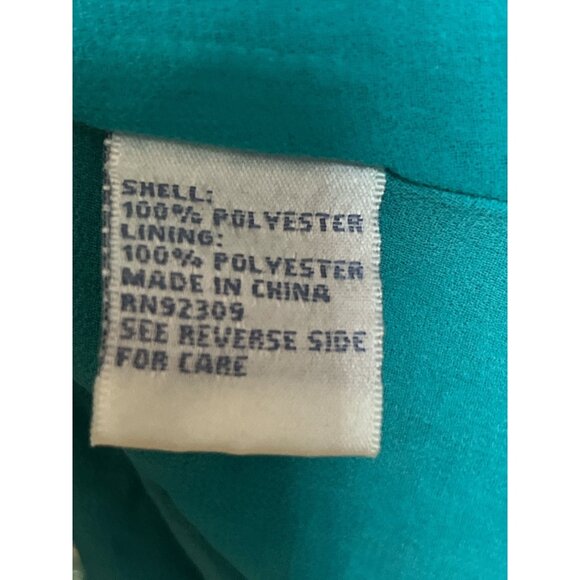 SHELL:
100% POLYESTER
LINING:
100% POLYESTER
MADE IN CHINA
RN92309
SEE REVERSE SIDE
FOR CARE